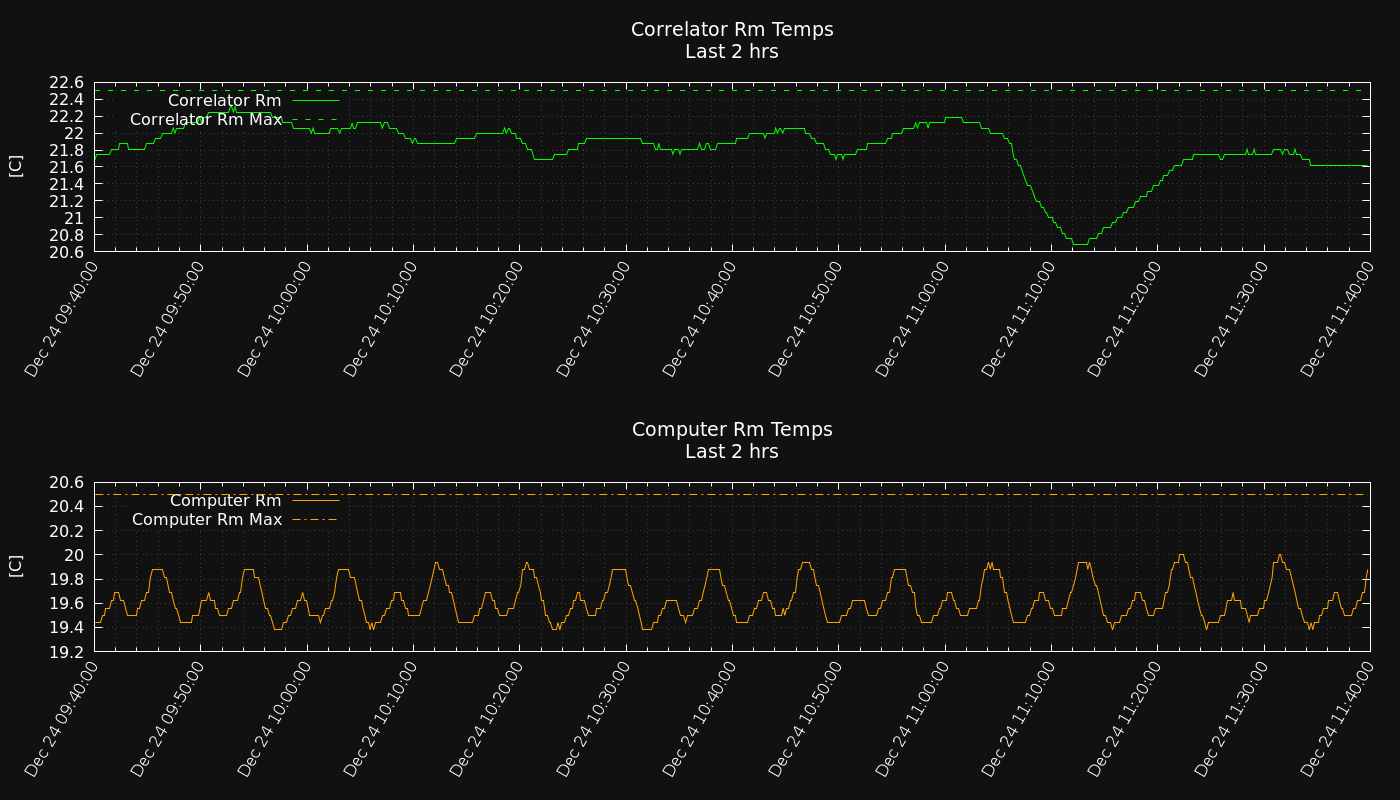 Correlator Rm Temps
Last 2 hrs
22.6
22.4
22.2
22
21.8
21.6
21.4
21.2
21
20.8
20.6
[C]
Correlator Rm
Correlator Rm Max
Dec 24 09:40:00
Dec 24 09:50:00
Dec 24 10:00:00
Dec 24 10:10:00
Dec 24 10:20:00
Dec 24 10:30:00
Dec 24 10:40:00
Dec 24 10:50:00
Dec 24 11:00:00
Dec 24 11:10:00
Dec 24 11:20:00
Dec 24 11:30:00
Dec 24 11:40:00
Computer Rm Temps
Last 2 hrs
20.6
20.4
20.2
20
19.8
19.6
19.4
19.2
[C]
Computer Rm
Computer Rm Max
Dec 24 09:40:00
Dec 24 09:50:00
Dec 24 10:00:00
Dec 24 10:10:00
Dec 24 10:20:00
Dec 24 10:30:00
Dec 24 10:40:00
Dec 24 10:50:00
Dec 24 11:00:00
Dec 24 11:10:00
Dec 24 11:20:00
Dec 24 11:30:00
Dec 24 11:40:00